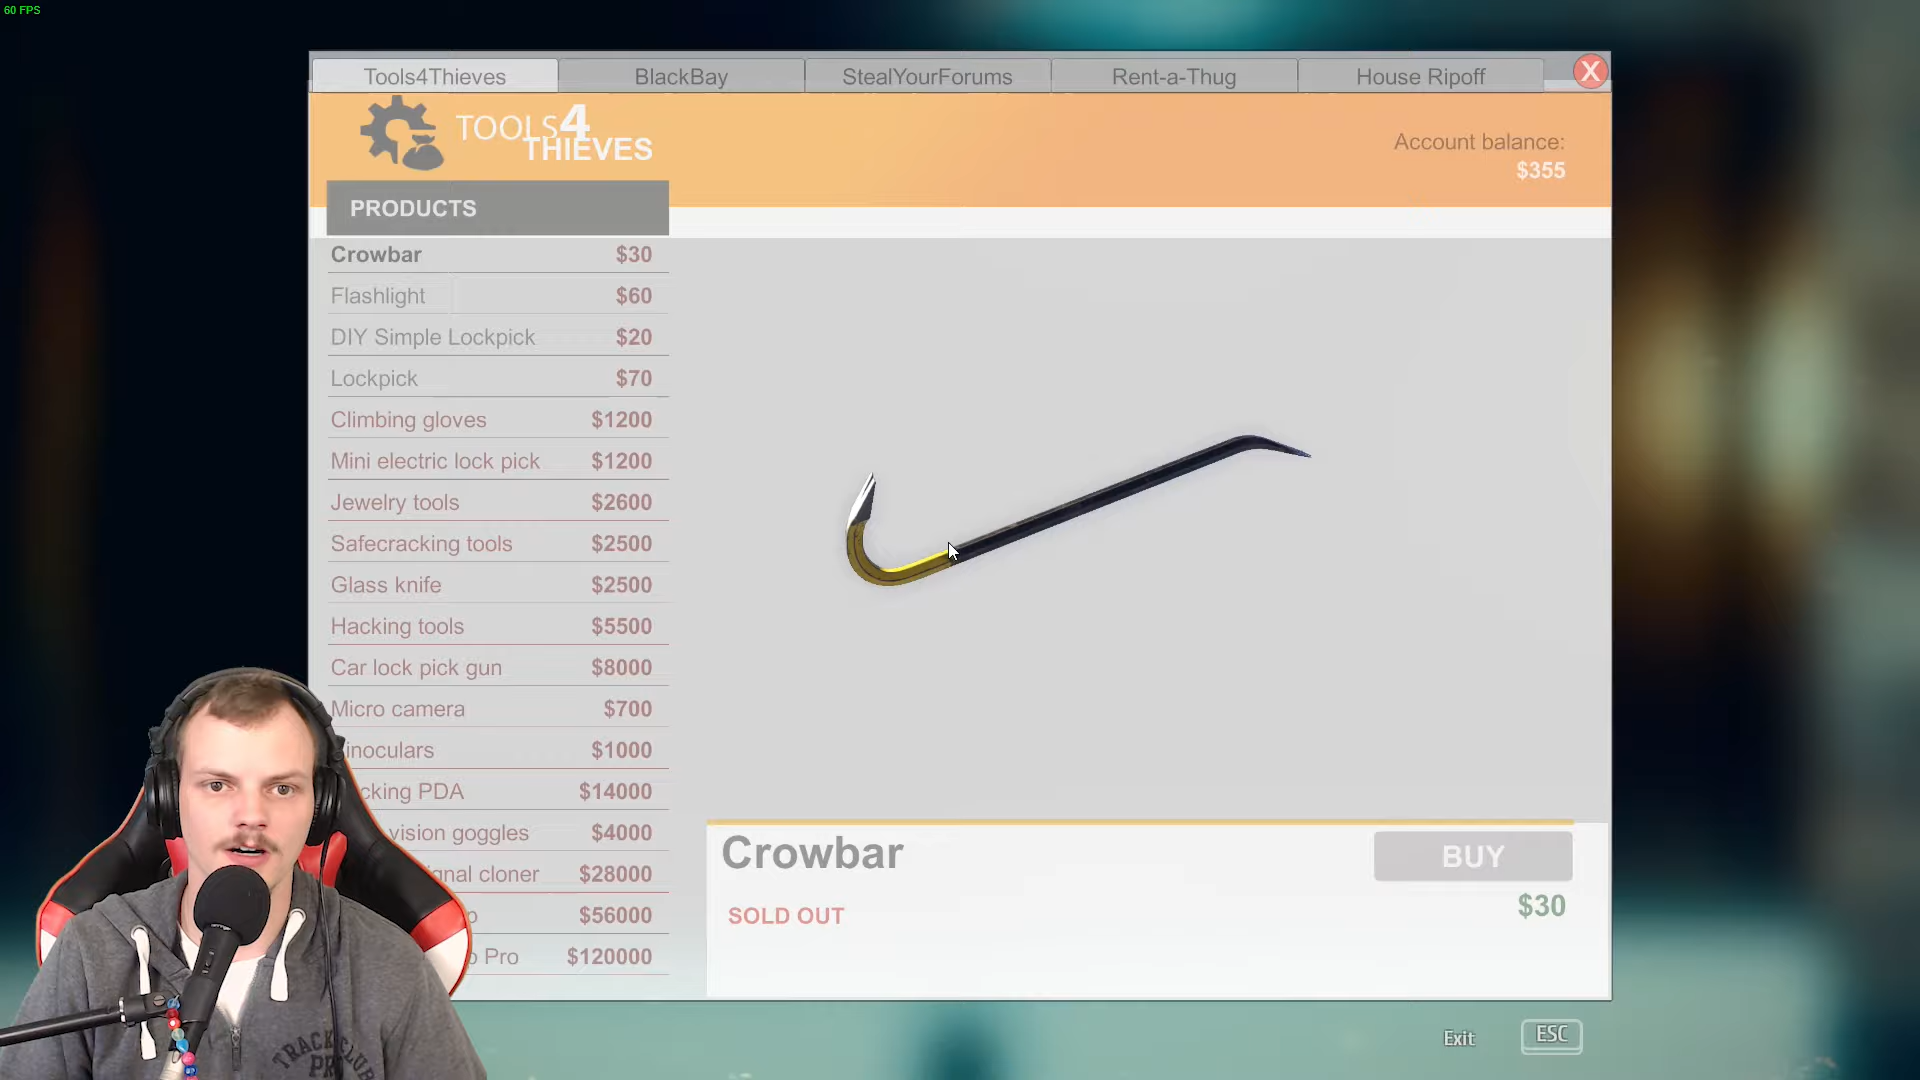 60 FPS
Tools4Thieves BlackBay StealYourForums Rent-a-Thug House Ripoff X
TOOLS4
THIEVES
Account balance:
$355
PRODUCTS
Crowbar $30
Flashlight $60
DIY Simple Lockpick $20
Lockpick $70
Climbing gloves $1200
Mini electric lock pick $1200
Jewelry tools $2600
Safecracking tools $2500
Glass knife $2500
Hacking tools $5500
Car lock pick gun $8000
Micro camera $700
inoculars $1000
cking PDA $14000
vision goggles $4000
gnal cloner $28000
$56000
Pro $120000
Crowbar
BUY
SOLD OUT
$30
Exit ESC
TRACK CLUB